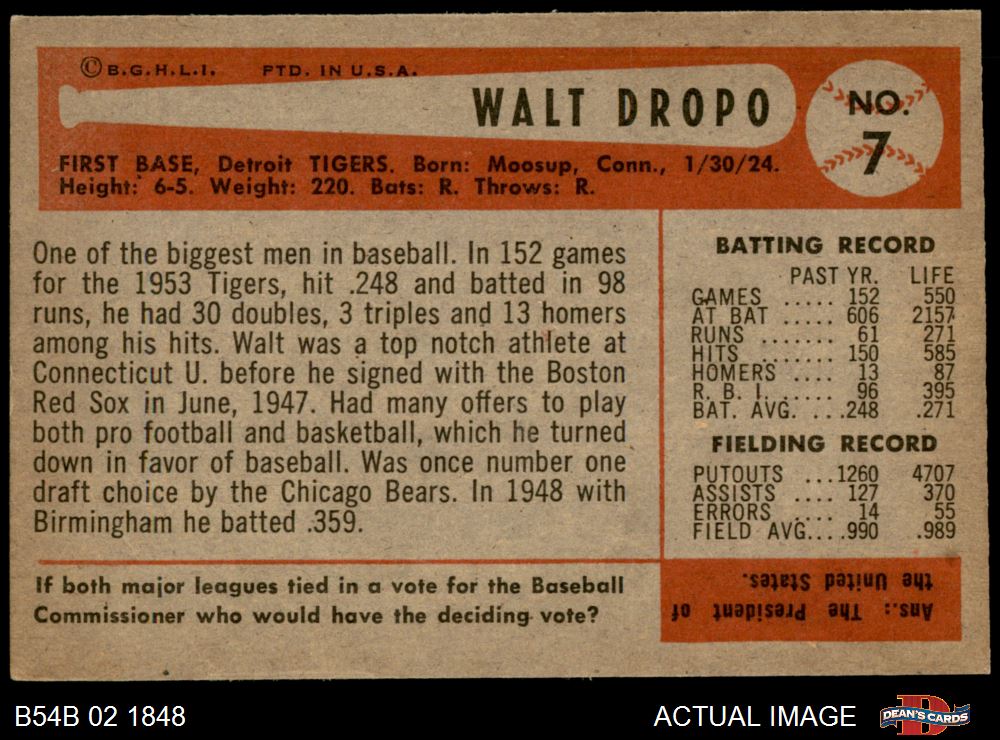 © B.G.H.L.I. PTD. IN U.S.A.
WALT DROPO
NO.
7
FIRST BASE, Detroit TIGERS. Born: Moosup, Conn., 1/30/24.
Height: 6-5. Weight: 220. Bats: R. Throws: R.
One of the biggest men in baseball. In 152 games
for the 1953 Tigers, hit .248 and batted in 98
runs, he had 30 doubles, 3 triples and 13 homers
among his hits. Walt was a top notch athlete at
Connecticut U. before he signed with the Boston
Red Sox in June, 1947. Had many offers to play
both pro football and basketball, which he turned
down in favor of baseball. Was once number one
draft choice by the Chicago Bears. In 1948 with
Birmingham he batted .359.
BATTING RECORD
PAST YR. LIFE
GAMES ..... 152 550
AT BAT ..... 606 2157
RUNS ...... 61 271
HITS ....... 150 585
HOMERS .... 13 87
R. B. I. ..... 96 395
BAT. AVG. ... .248 .271
FIELDING RECORD
PUTOUTS ...1260 4707
ASSISTS .... 127 370
ERRORS .... 14 55
FIELD AVG. ...990 .989
If both major leagues tied in a vote for the Baseball
Commissioner who would have the deciding vote?
Ans.: The President of
the United States.
B54B 02 1848
ACTUAL IMAGE
D
DEAN'S CARDS